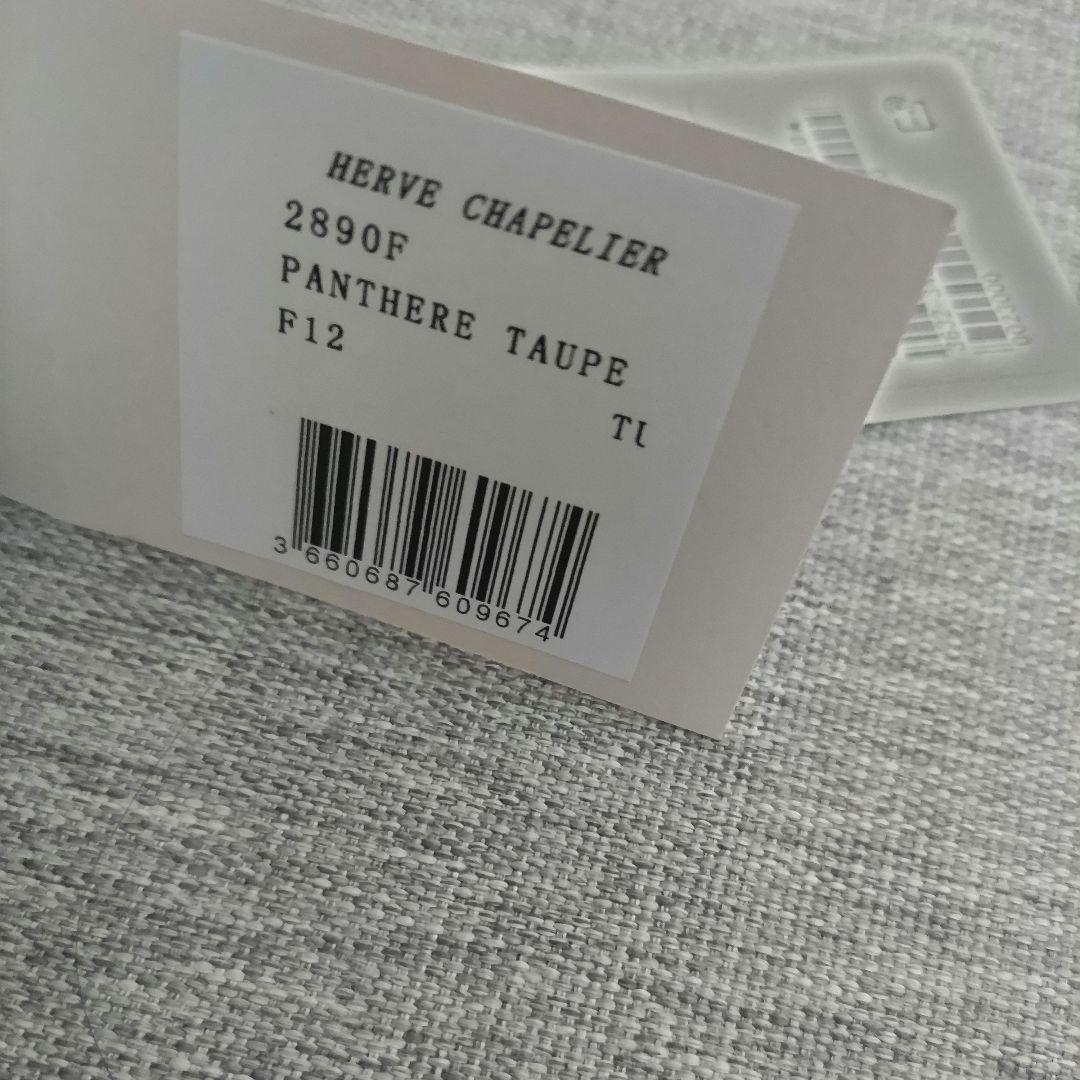 HERVE CHAPELIER
2890F
PANTHERE TAUPE
F12
TU
3 660687 609674